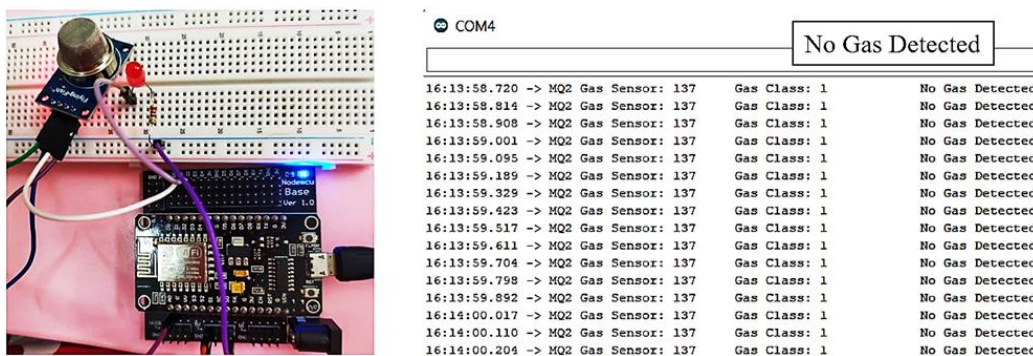 Flying-Fish
Nodemcu
Base
Ver 1.0
COM4
No Gas Detected
16:13:58.720 -> MQ2 Gas Sensor: 137 Gas Class: 1 No Gas Detected
16:13:58.814 -> MQ2 Gas Sensor: 137 Gas Class: 1 No Gas Detected
16:13:58.908 -> MQ2 Gas Sensor: 137 Gas Class: 1 No Gas Detected
16:13:59.001 -> MQ2 Gas Sensor: 137 Gas Class: 1 No Gas Detected
16:13:59.095 -> MQ2 Gas Sensor: 137 Gas Class: 1 No Gas Detected
16:13:59.189 -> MQ2 Gas Sensor: 137 Gas Class: 1 No Gas Detected
16:13:59.329 -> MQ2 Gas Sensor: 137 Gas Class: 1 No Gas Detected
16:13:59.423 -> MQ2 Gas Sensor: 137 Gas Class: 1 No Gas Detected
16:13:59.517 -> MQ2 Gas Sensor: 137 Gas Class: 1 No Gas Detected
16:13:59.611 -> MQ2 Gas Sensor: 137 Gas Class: 1 No Gas Detected
16:13:59.704 -> MQ2 Gas Sensor: 137 Gas Class: 1 No Gas Detected
16:13:59.798 -> MQ2 Gas Sensor: 137 Gas Class: 1 No Gas Detected
16:13:59.892 -> MQ2 Gas Sensor: 137 Gas Class: 1 No Gas Detected
16:14:00.017 -> MQ2 Gas Sensor: 137 Gas Class: 1 No Gas Detected
16:14:00.110 -> MQ2 Gas Sensor: 137 Gas Class: 1 No Gas Detected
16:14:00.204 -> MQ2 Gas Sensor: 137 Gas Class: 1 No Gas Detected